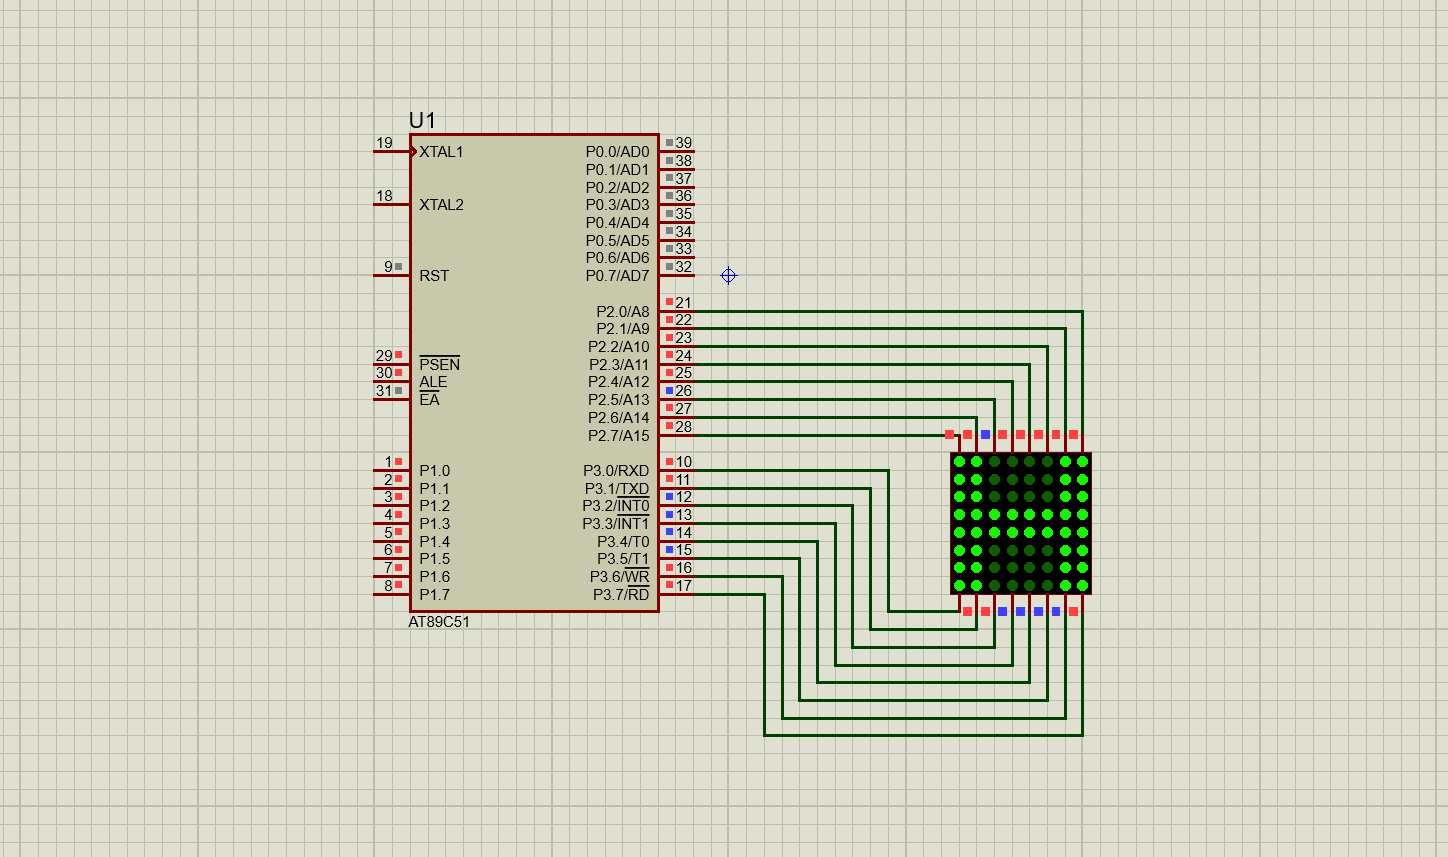 U1
19 XTAL1 P0.0/AD0 39
P0.1/AD1 38
P0.2/AD2 37
18 XTAL2 P0.3/AD3 36
P0.4/AD4 35
P0.5/AD5 34
P0.6/AD6 33
9 RST P0.7/AD7 32
P2.0/A8 21
P2.1/A9 22
P2.2/A10 23
29 PSEN P2.3/A11 24
30 ALE P2.4/A12 25
31 EA P2.5/A13 26
P2.6/A14 27
P2.7/A15 28
1 P1.0 P3.0/RXD 10
2 P1.1 P3.1/TXD 11
3 P1.2 P3.2/INT0 12
4 P1.3 P3.3/INT1 13
5 P1.4 P3.4/T0 14
6 P1.5 P3.5/T1 15
7 P1.6 P3.6/WR 16
8 P1.7 P3.7/RD 17
AT89C51